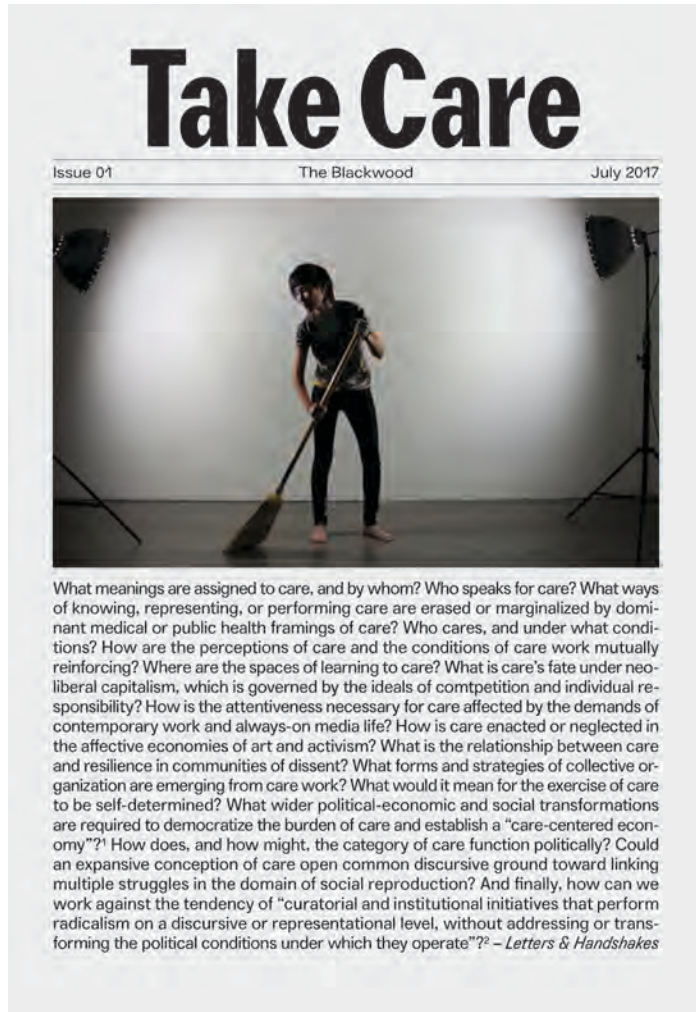 Take Care
Issue 01 The Blackwood July 2017
What meanings are assigned to care, and by whom? Who speaks for care? What ways
of knowing, representing, or performing care are erased or marginalized by domi-
nant medical or public health framings of care? Who cares, and under what condi-
tions? How are the perceptions of care and the conditions of care work mutually
reinforcing? Where are the spaces of learning to care? What is care's fate under neo-
liberal capitalism, which is governed by the ideals of comtpetition and individual re-
sponsibility? How is the attentiveness necessary for care affected by the demands of
contemporary work and always-on media life? How is care enacted or neglected in
the affective economies of art and activism? What is the relationship between care
and resilience in communities of dissent? What forms and strategies of collective or-
ganization are emerging from care work? What would it mean for the exercise of care
to be self-determined? What wider political-economic and social transformations
are required to democratize the burden of care and establish a “care-centered econ-
omy”?¹ How does, and how might, the category of care function politically? Could
an expansive conception of care open common discursive ground toward linking
multiple struggles in the domain of social reproduction? And finally, how can we
work against the tendency of “curatorial and institutional initiatives that perform
radicalism on a discursive or representational level, without addressing or trans-
forming the political conditions under which they operate”?² – Letters & Handshakes